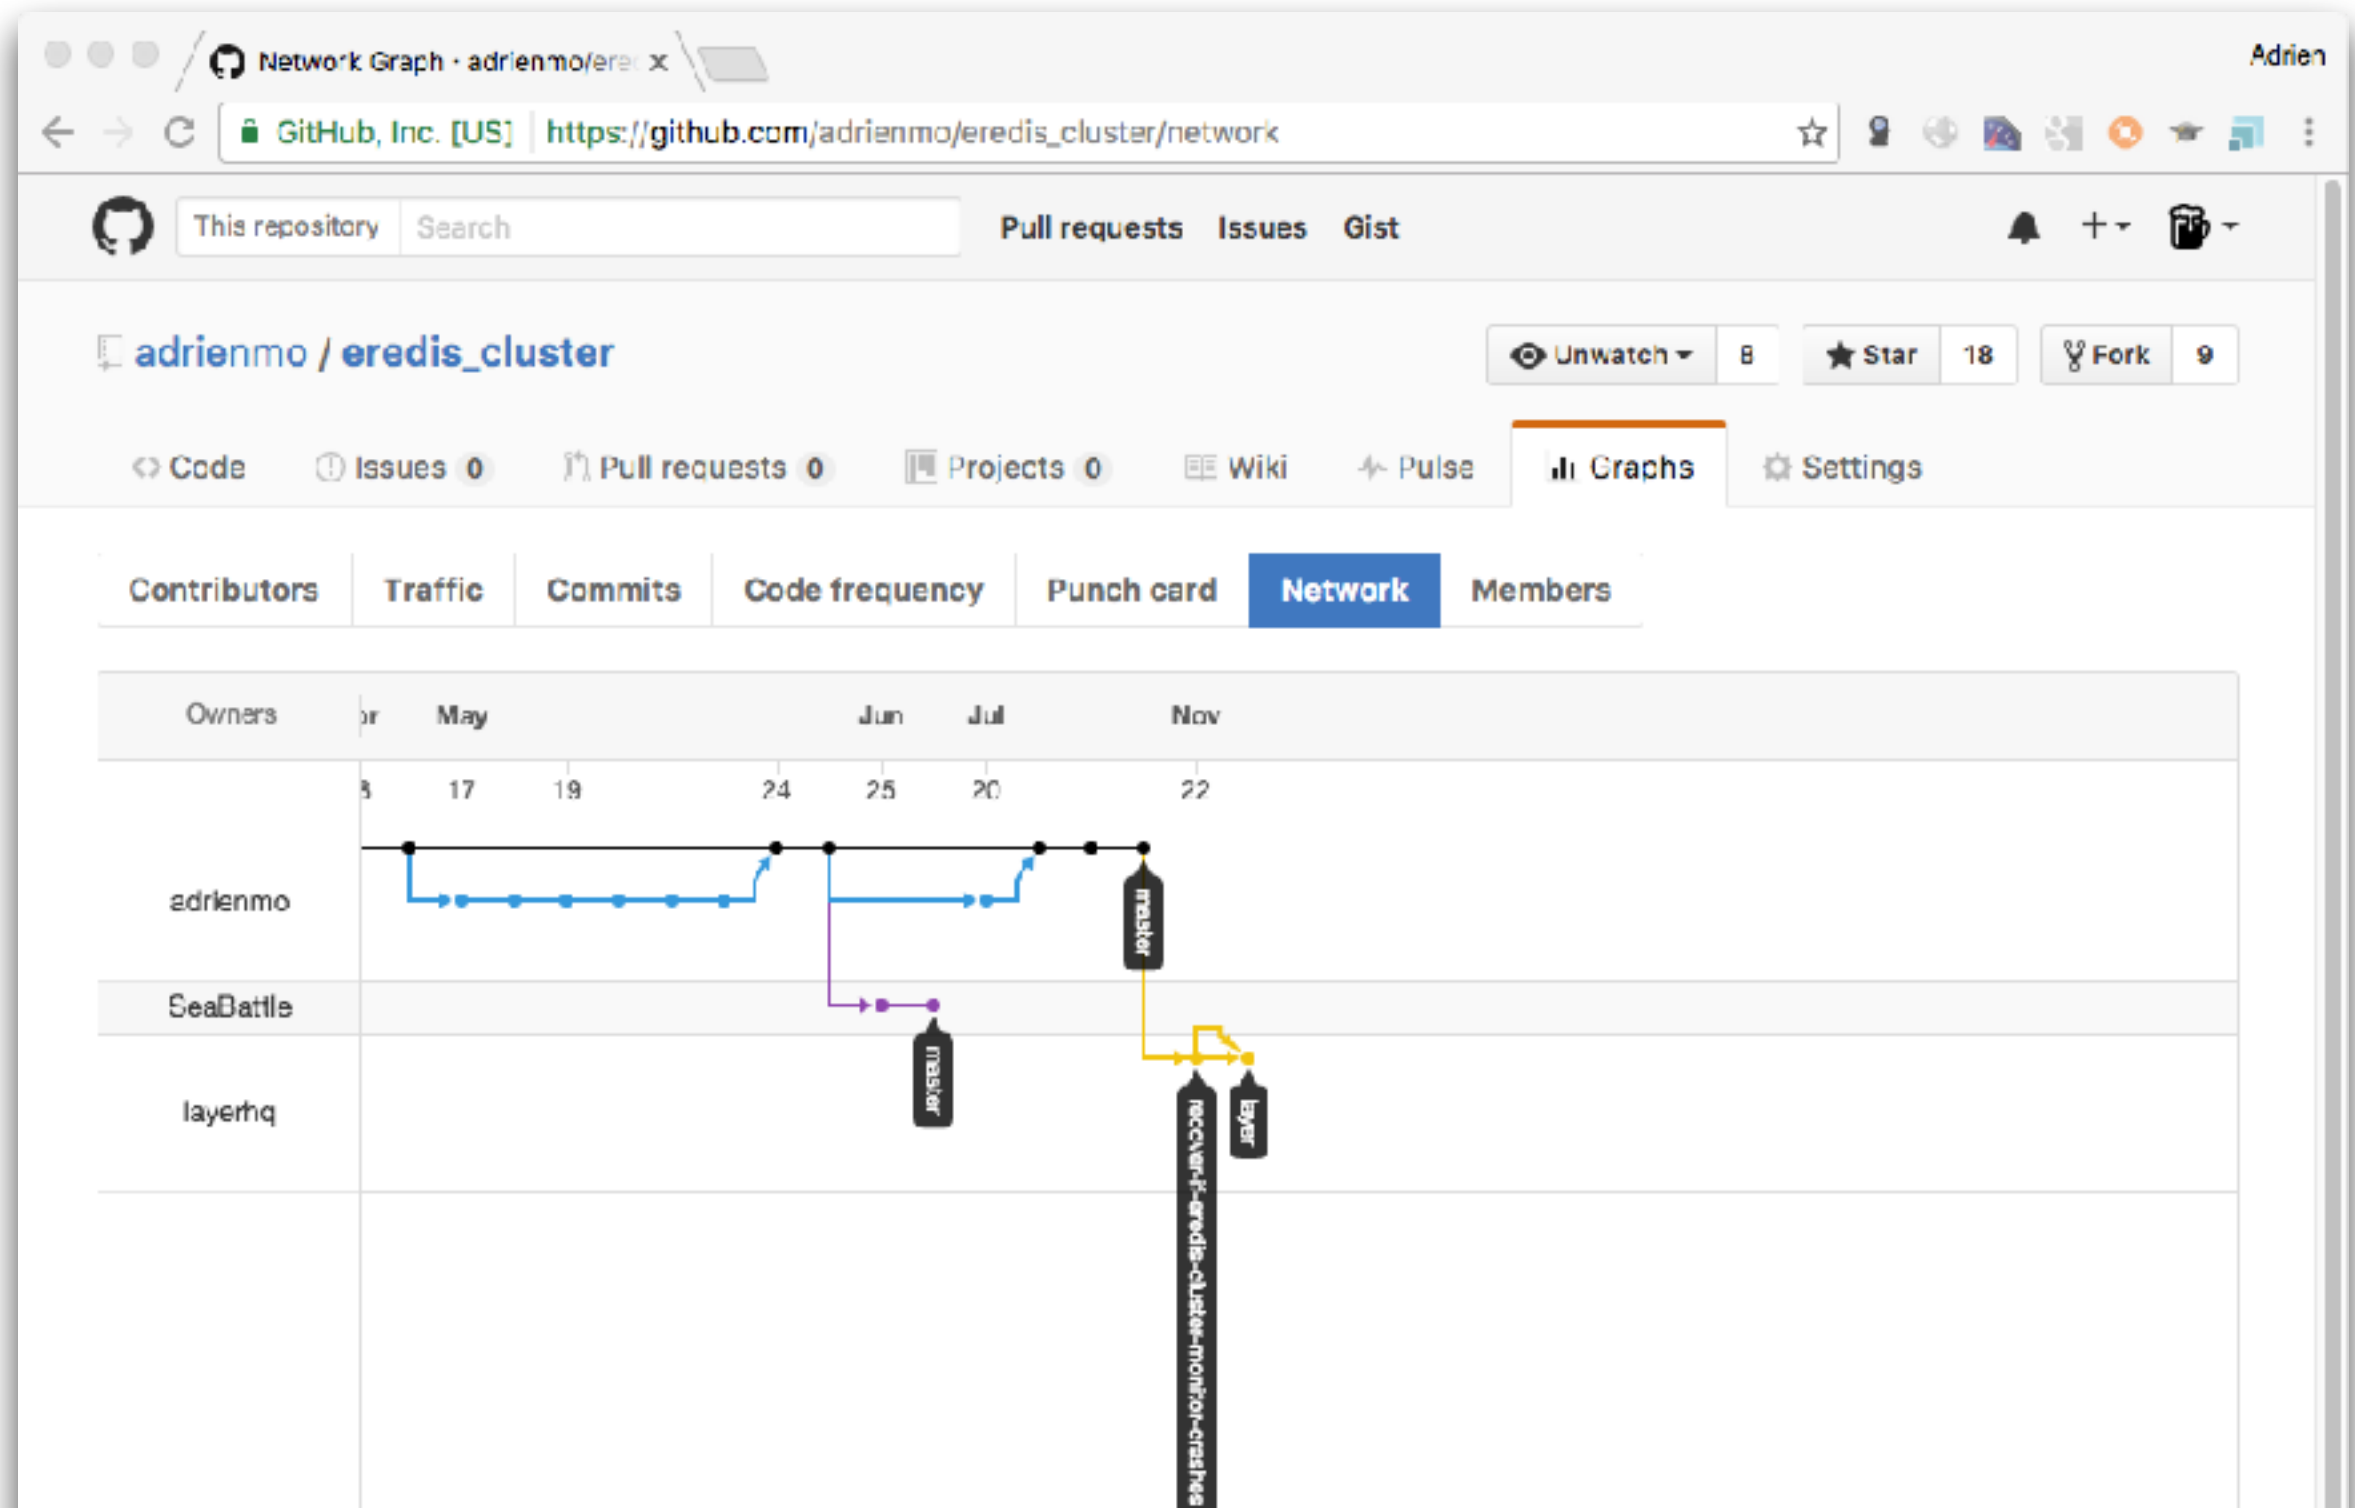 Network Graph · adrienmo/ere
Adrien
GitHub, Inc. [US] https://github.com/adrienmo/eredis_cluster/network
This repository Search Pull requests Issues Gist
adrienmo / eredis_cluster Unwatch 8 Star 18 Fork 9
Code Issues 0 Pull requests 0 Projects 0 Wiki Pulse Graphs Settings
Contributors Traffic Commits Code frequency Punch card Network Members
Owners or May Jun Jul Nov
17 19 24 25 20 22
adrienmo
master
SeaBattle
master
layerhq
recover-if-eredis-cluster-monitor-crashes
layer